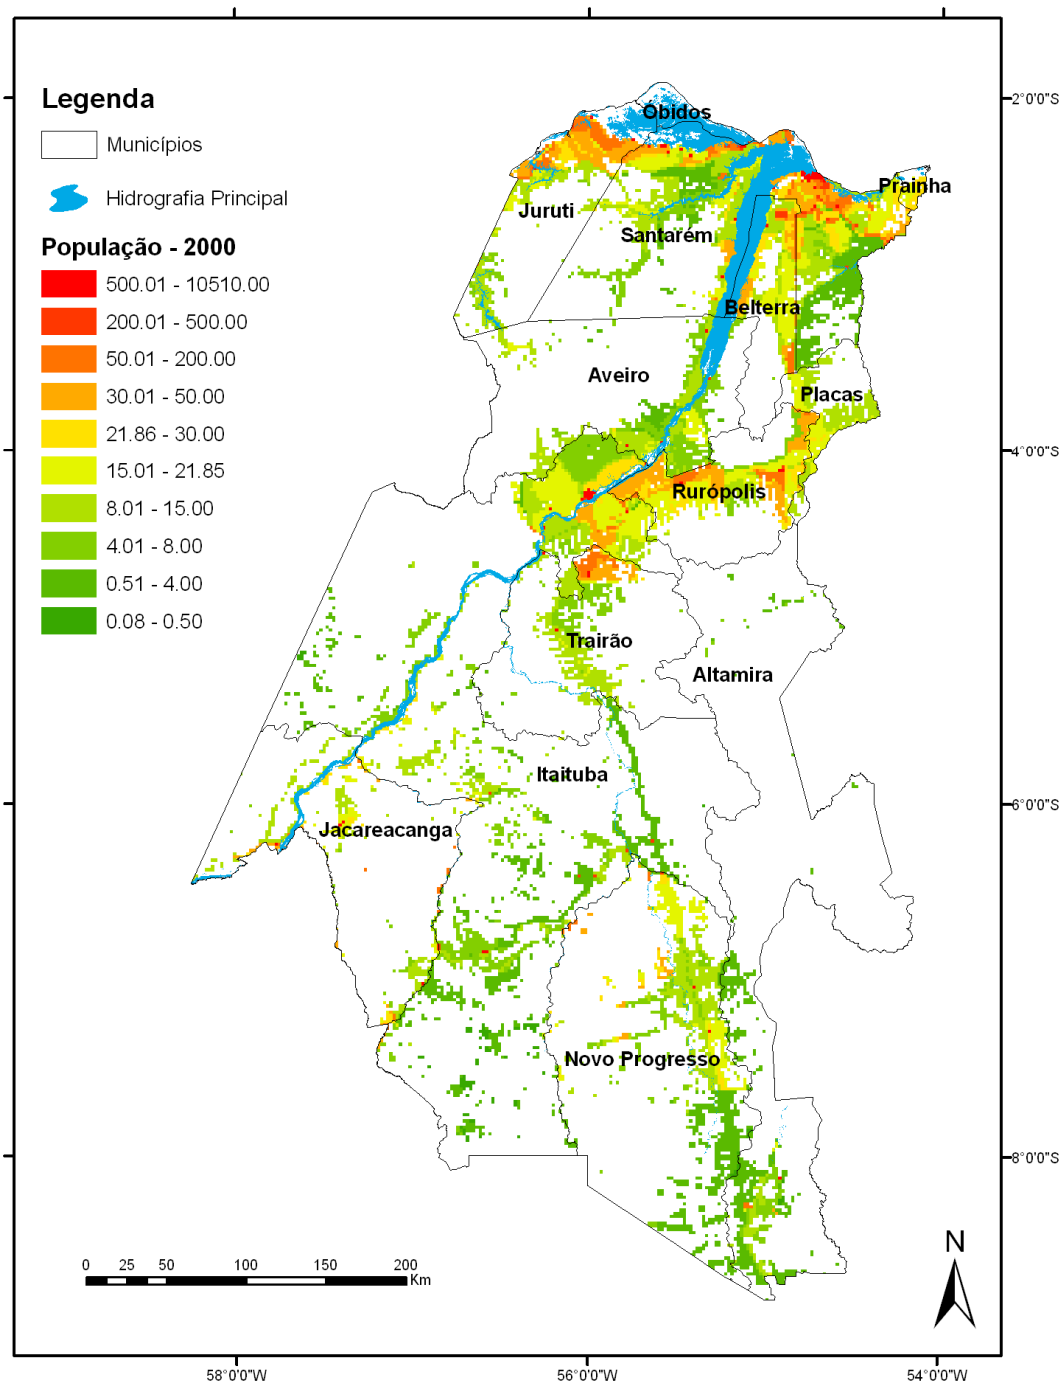 Legenda
Municípios
Hidrografia Principal
População - 2000
500.01 - 10510.00
200.01 - 500.00
50.01 - 200.00
30.01 - 50.00
21.86 - 30.00
15.01 - 21.85
8.01 - 15.00
4.01 - 8.00
0.51 - 4.00
0.08 - 0.50
Óbidos
Prainha
Juruti
Santarém
Belterra
Aveiro
Placas
Rurópolis
Trairão
Altamira
Itaituba
Jacareacanga
Novo Progresso
2°0'0"S
4°0'0"S
6°0'0"S
8°0'0"S
0 25 50 100 150 200
Km
N
58°0'0"W 56°0'0"W 54°0'0"W